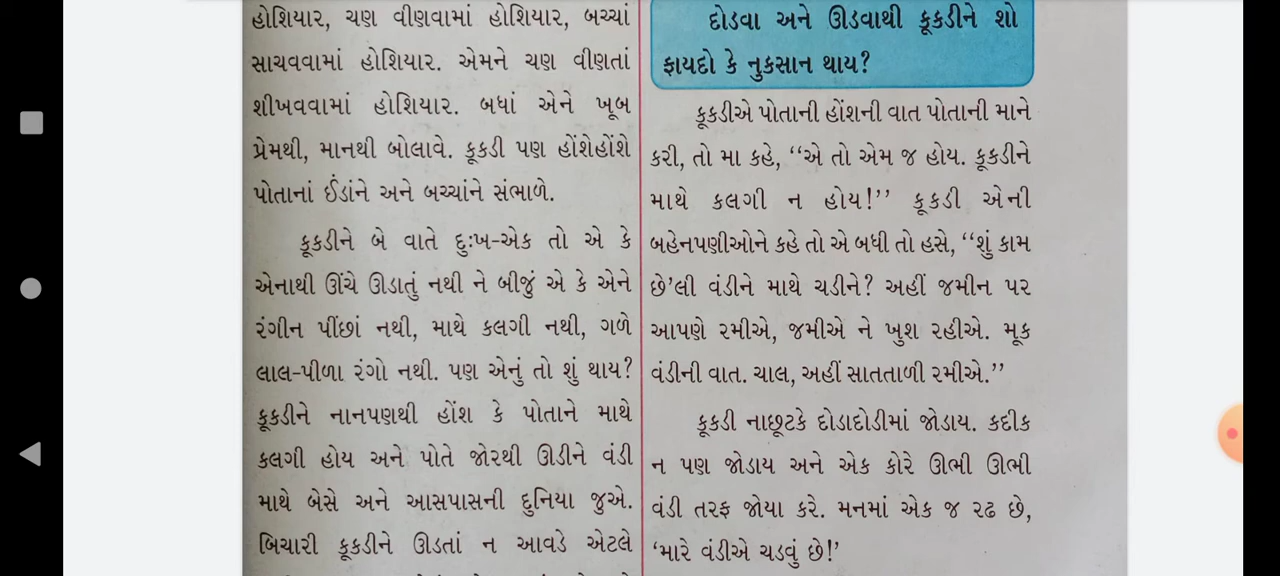 હોશિયાર, ચણ વીણવામાં હોશિયાર, બચ્ચાં
સાચવવામાં હોશિયાર. એમને ચણ વીણતાં
શીખવવામાં હોશિયાર. બધાં એને ખૂબ
પ્રેમથી, માનથી બોલાવે. કૂકડી પણ હોંશેહોંશે
પોતાનાં ઈંડાંને અને બચ્ચાંને સંભાળે.
કૂકડીને બે વાતે દુઃખ-એક તો એ કે
એનાથી ઊંચે ઊડાતું નથી ને બીજું એ કે એને
રંગીન પીંછાં નથી, માથે કલગી નથી, ગળે
લાલ-પીળા રંગો નથી. પણ એનું તો શું થાય?
કૂકડીને નાનપણથી હોંશ કે પોતાને માથે
કલગી હોય અને પોતે જોરથી ઊડીને વંડી
માથે બેસે અને આસપાસની દુનિયા જુએ.
બિચારી કૂકડીને ઊડતાં ન આવડે એટલે
દોડવા અને ઊડવાથી કૂકડીને શો
ફાયદો કે નુકસાન થાય?
કૂકડીએ પોતાની હોંશની વાત પોતાની માને
કરી, તો મા કહે, “એ તો એમ જ હોય. કૂકડીને
માથે કલગી ન હોય!” કૂકડી એની
બહેનપણીઓને કહે તો એ બધી તો હસે, “શું કામ
છે'લી વંડીને માથે ચડીને? અહીં જમીન પર
આપણે રમીએ, જમીએ ને ખુશ રહીએ. મૂક
વંડીની વાત. ચાલ, અહીં સાતતાળી રમીએ.”
કૂકડી નાછૂટકે દોડાદોડીમાં જોડાય. કદીક
ન પણ જોડાય અને એક કોરે ઊભી ઊભી
વંડી તરફ જોયા કરે. મનમાં એક જ રઢ છે,
‘મારે વંડીએ ચડવું છે!’